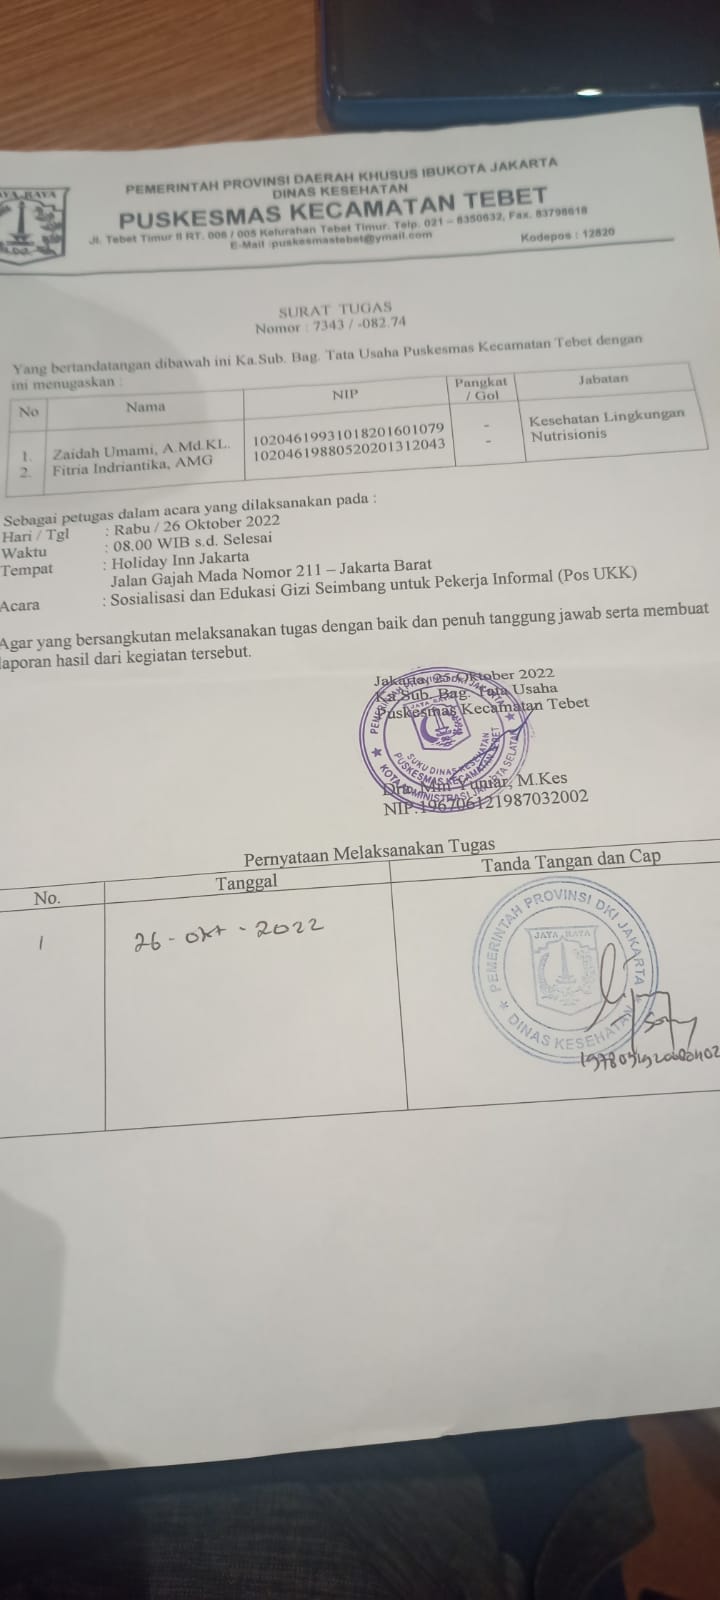 JAYA RAYA
PEMERINTAH PROVINSI DAERAH KHUSUS IBUKOTA JAKARTA
DINAS KESEHATAN
PUSKESMAS KECAMATAN TEBET
Jl. Tebet Timur II RT. 006 / 005 Kelurahan Tebet Timur. Telp. 021 – 8350632, Fax. 83798618
E-Mail :puskesmastebet@ymail.com Kodepos : 12820
SURAT TUGAS
Nomor : 7343 / -082.74
Yang bertandatangan dibawah ini Ka.Sub. Bag. Tata Usaha Puskesmas Kecamatan Tebet dengan
ini menugaskan :
No Nama NIP Pangkat / Gol Jabatan
1. Zaidah Umami, A.Md.KL. 10204619931018201601079 - Kesehatan Lingkungan
2. Fitria Indriantika, AMG 10204619880520201312043 - Nutrisionis
Sebagai petugas dalam acara yang dilaksanakan pada :
Hari / Tgl : Rabu / 26 Oktober 2022
Waktu : 08.00 WIB s.d. Selesai
Tempat : Holiday Inn Jakarta
Jalan Gajah Mada Nomor 211 – Jakarta Barat
Acara : Sosialisasi dan Edukasi Gizi Seimbang untuk Pekerja Informal (Pos UKK)
Agar yang bersangkutan melaksanakan tugas dengan baik dan penuh tanggung jawab serta membuat
laporan hasil dari kegiatan tersebut.
Jakarta, 25 Oktober 2022
Ka Sub. Bag. Tata Usaha
Puskesmas Kecamatan Tebet
SUKU DINAS KESEHATAN
PUSKESMAS KECAMATAN TEBET
KOTA ADMINISTRASI JAKARTA SELATAN
Yuniar, M.Kes
NIP.196706121987032002
Pernyataan Melaksanakan Tugas
No. Tanggal Tanda Tangan dan Cap
1 26 - Okt - 2022
PEMERINTAH PROVINSI DKI JAKARTA
JAYA RAYA
DINAS KESEHATAN